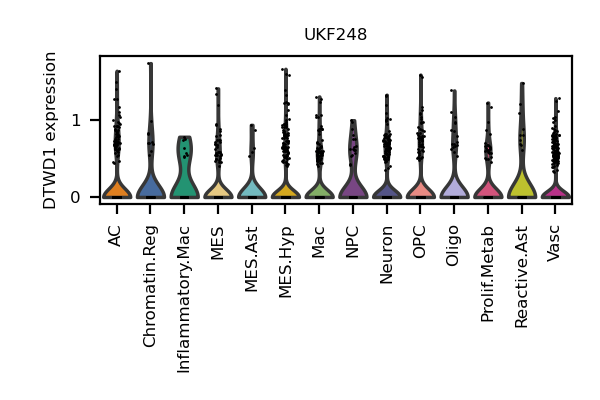 UKF248
DTWD1 expression
1
0
AC
Chromatin.Reg
Inflammatory.Mac
MES
MES.Ast
MES.Hyp
Mac
NPC
Neuron
OPC
Oligo
Prolif.Metab
Reactive.Ast
Vasc